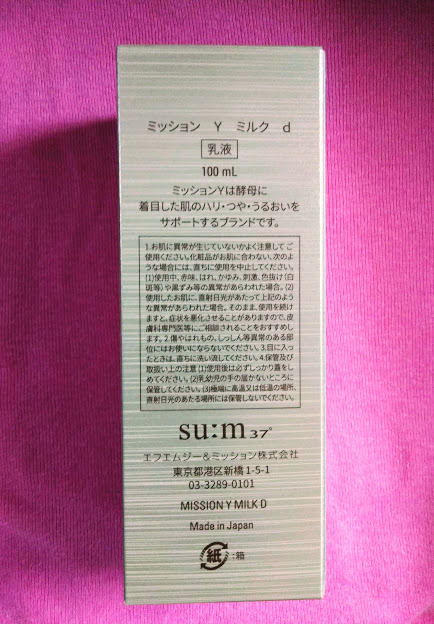 ミッション Y ミルク d
乳液
100 mL
ミッションYは酵母に
着目した肌のハリ・つや・うるおいを
サポートするブランドです。
1.お肌に異常が生じていないかよく注意してご
使用ください。化粧品がお肌に合わない、次のよ
うな場合には、直ちに使用を中止してください。
(1)使用中、赤味、はれ、かゆみ、刺激、色抜け(白
斑等)や黒ずみ等の異常があらわれた場合。(2)
使用したお肌に、直射日光があたって上記のよう
な異常があらわれた場合。そのまま、使用を続け
ますと、症状を悪化させることがありますので、皮
膚科専門医等にご相談されることをおすすめし
ます。2.傷やはれもの、しっしん等異常のある部
位にはお使いにならないでください。3.目に入っ
たときは、直ちに洗い流してください。4.保管及び
取扱い上の注意 (1)使用後は必ずしっかり蓋をし
めてください。(2)乳幼児の手の届かないところに
保管してください。(3)極端に高温又は低温の場所、
直射日光のあたる場所には保管しないでください。
su:m 37°
エフエムジー＆ミッション株式会社
東京都港区新橋1-5-1
03-3289-0101
MISSION Y MILK D
Made in Japan
紙 :箱